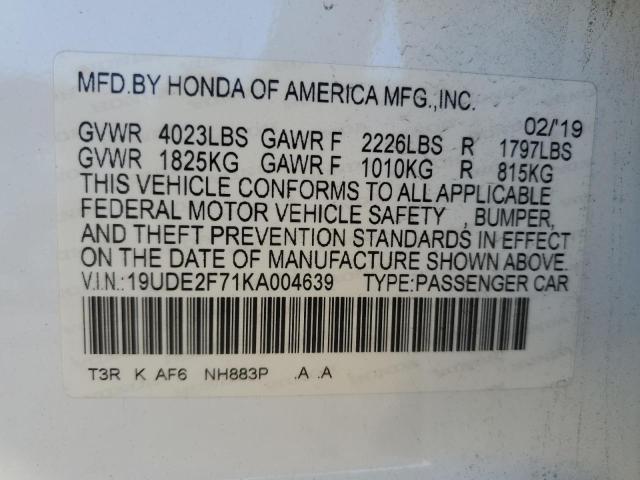 MFD.BY HONDA OF AMERICA MFG.,INC.
02/'19
GVWR 4023LBS GAWR F 2226LBS R 1797LBS
GVWR 1825KG GAWR F 1010KG R 815KG
THIS VEHICLE CONFORMS TO ALL APPLICABLE
FEDERAL MOTOR VEHICLE SAFETY , BUMPER,
AND THEFT PREVENTION STANDARDS IN EFFECT
ON THE DATE OF MANUFACTURE SHOWN ABOVE.
V.I.N.:19UDE2F71KA004639 TYPE:PASSENGER CAR
T3R K AF6 NH883P .A .A